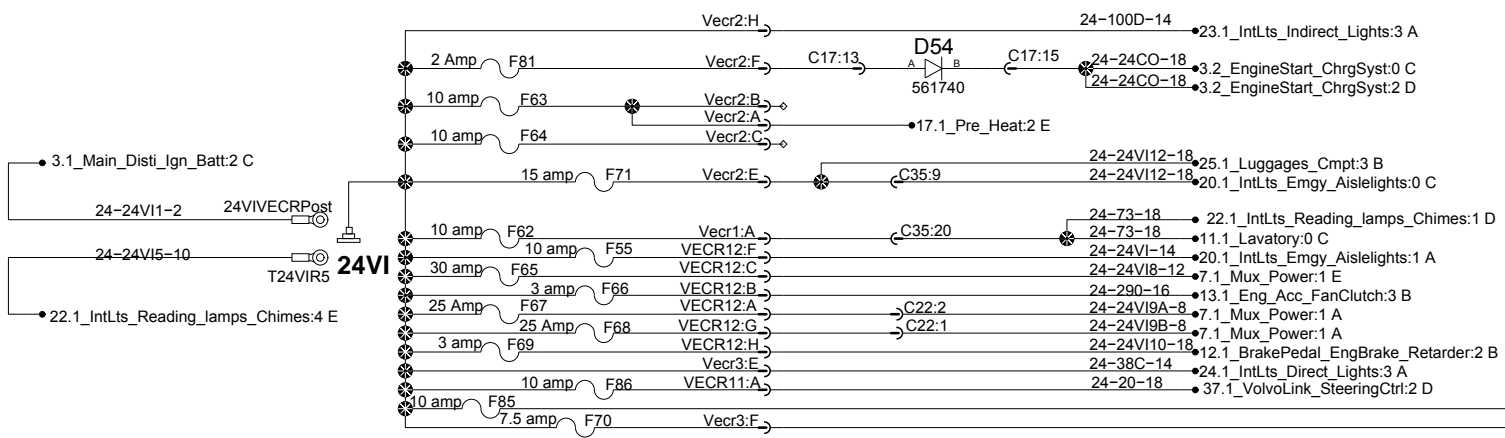 Vecr2:H 24-100D-14 23.1_IntLts_Indirect_Lights:3 A
D54
2 Amp F81 Vecr2:F C17:13 A B C17:15 24-24CO-18 3.2_EngineStart_ChrgSyst:0 C
561740 24-24CO-18 3.2_EngineStart_ChrgSyst:2 D
10 amp F63 Vecr2:B
Vecr2:A 17.1_Pre_Heat:2 E
10 amp F64 Vecr2:C
3.1_Main_Disti_Ign_Batt:2 C 24-24VI12-18 25.1_Luggages_Cmpt:3 B
15 amp F71 Vecr2:E C35:9 24-24VI12-18 20.1_IntLts_Emgy_Aislelights:0 C
24-24VI1-2 24VIVECRPost 24-73-18 22.1_IntLts_Reading_lamps_Chimes:1 D
10 amp F62 Vecr1:A C35:20 24-73-18 11.1_Lavatory:0 C
24-24VI5-10 24VI 10 amp F55 VECR12:F 24-24VI-14 20.1_IntLts_Emgy_Aislelights:1 A
T24VIR5 30 amp F65 VECR12:C 24-24VI8-12 7.1_Mux_Power:1 E
3 amp F66 VECR12:B 24-290-16 13.1_Eng_Acc_FanClutch:3 B
22.1_IntLts_Reading_lamps_Chimes:4 E 25 Amp F67 VECR12:A C22:2 24-24VI9A-8 7.1_Mux_Power:1 A
25 Amp F68 VECR12:G C22:1 24-24VI9B-8 7.1_Mux_Power:1 A
3 amp F69 VECR12:H 24-24VI10-18 12.1_BrakePedal_EngBrake_Retarder:2 B
Vecr3:E 24-38C-14 24.1_IntLts_Direct_Lights:3 A
10 amp F86 VECR11:A 24-20-18 37.1_VolvoLink_SteeringCtrl:2 D
10 amp F85
7.5 amp F70 Vecr3:F